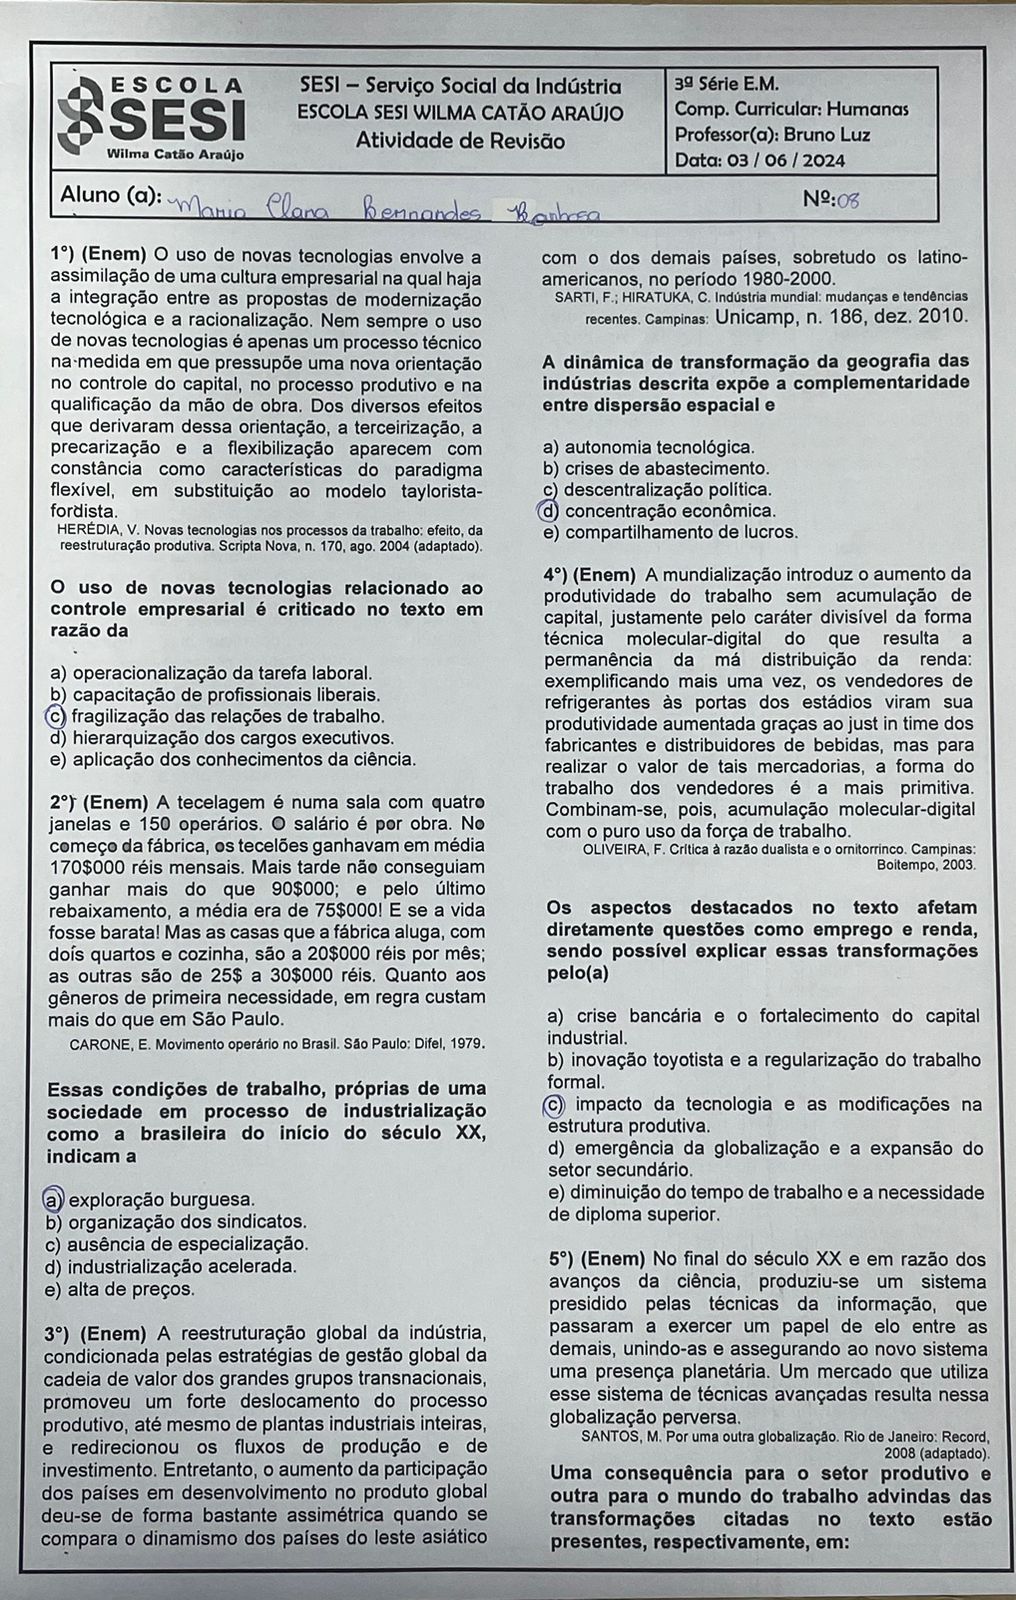 ESCOLA
SESI
Wilma Catão Araújo
SESI – Serviço Social da Indústria
ESCOLA SESI WILMA CATÃO ARAÚJO
Atividade de Revisão
3ª Série E.M.
Comp. Curricular: Humanas
Professor(a): Bruno Luz
Data: 03 / 06 / 2024
Aluno (a): Maria Clara Bernandes Barbosa
Nº: 08
1°) (Enem) O uso de novas tecnologias envolve a
assimilação de uma cultura empresarial na qual haja
a integração entre as propostas de modernização
tecnológica e a racionalização. Nem sempre o uso
de novas tecnologias é apenas um processo técnico
na medida em que pressupõe uma nova orientação
no controle do capital, no processo produtivo e na
qualificação da mão de obra. Dos diversos efeitos
que derivaram dessa orientação, a terceirização, a
precarização e a flexibilização aparecem com
constância como características do paradigma
flexível, em substituição ao modelo taylorista-
fordista.
HERÉDIA, V. Novas tecnologias nos processos da trabalho: efeito, da
reestruturação produtiva. Scripta Nova, n. 170, ago. 2004 (adaptado).
O uso de novas tecnologias relacionado ao
controle empresarial é criticado no texto em
razão da
a) operacionalização da tarefa laboral.
b) capacitação de profissionais liberais.
c) fragilização das relações de trabalho.
d) hierarquização dos cargos executivos.
e) aplicação dos conhecimentos da ciência.
2°) (Enem) A tecelagem é numa sala com quatro
janelas e 150 operários. O salário é por obra. No
começo da fábrica, os tecelões ganhavam em média
170$000 réis mensais. Mais tarde não conseguiam
ganhar mais do que 90$000; e pelo último
rebaixamento, a média era de 75$000! E se a vida
fosse barata! Mas as casas que a fábrica aluga, com
dois quartos e cozinha, são a 20$000 réis por mês;
as outras são de 25$ a 30$000 réis. Quanto aos
gêneros de primeira necessidade, em regra custam
mais do que em São Paulo.
CARONE, E. Movimento operário no Brasil. São Paulo: Difel, 1979.
Essas condições de trabalho, próprias de uma
sociedade em processo de industrialização
como a brasileira do início do século XX,
indicam a
a) exploração burguesa.
b) organização dos sindicatos.
c) ausência de especialização.
d) industrialização acelerada.
e) alta de preços.
3°) (Enem) A reestruturação global da indústria,
condicionada pelas estratégias de gestão global da
cadeia de valor dos grandes grupos transnacionais,
promoveu um forte deslocamento do processo
produtivo, até mesmo de plantas industriais inteiras,
e redirecionou os fluxos de produção e de
investimento. Entretanto, o aumento da participação
dos países em desenvolvimento no produto global
deu-se de forma bastante assimétrica quando se
compara o dinamismo dos países do leste asiático
com o dos demais países, sobretudo os latino-
americanos, no período 1980-2000.
SARTI, F.; HIRATUKA, C. Indústria mundial: mudanças e tendências
recentes. Campinas: Unicamp, n. 186, dez. 2010.
A dinâmica de transformação da geografia das
indústrias descrita expõe a complementaridade
entre dispersão espacial e
a) autonomia tecnológica.
b) crises de abastecimento.
c) descentralização política.
d) concentração econômica.
e) compartilhamento de lucros.
4°) (Enem) A mundialização introduz o aumento da
produtividade do trabalho sem acumulação de
capital, justamente pelo caráter divisível da forma
técnica molecular-digital do que resulta a
permanência da má distribuição da renda:
exemplificando mais uma vez, os vendedores de
refrigerantes às portas dos estádios viram sua
produtividade aumentada graças ao just in time dos
fabricantes e distribuidores de bebidas, mas para
realizar o valor de tais mercadorias, a forma do
trabalho dos vendedores é a mais primitiva.
Combinam-se, pois, acumulação molecular-digital
com o puro uso da força de trabalho.
OLIVEIRA, F. Crítica à razão dualista e o ornitorrinco. Campinas:
Boitempo, 2003.
Os aspectos destacados no texto afetam
diretamente questões como emprego e renda,
sendo possível explicar essas transformações
pelo(a)
a) crise bancária e o fortalecimento do capital
industrial.
b) inovação toyotista e a regularização do trabalho
formal.
c) impacto da tecnologia e as modificações na
estrutura produtiva.
d) emergência da globalização e a expansão do
setor secundário.
e) diminuição do tempo de trabalho e a necessidade
de diploma superior.
5°) (Enem) No final do século XX e em razão dos
avanços da ciência, produziu-se um sistema
presidido pelas técnicas da informação, que
passaram a exercer um papel de elo entre as
demais, unindo-as e assegurando ao novo sistema
uma presença planetária. Um mercado que utiliza
esse sistema de técnicas avançadas resulta nessa
globalização perversa.
SANTOS, M. Por uma outra globalização. Rio de Janeiro: Record,
2008 (adaptado).
Uma consequência para o setor produtivo e
outra para o mundo do trabalho advindas das
transformações citadas no texto estão
presentes, respectivamente, em: